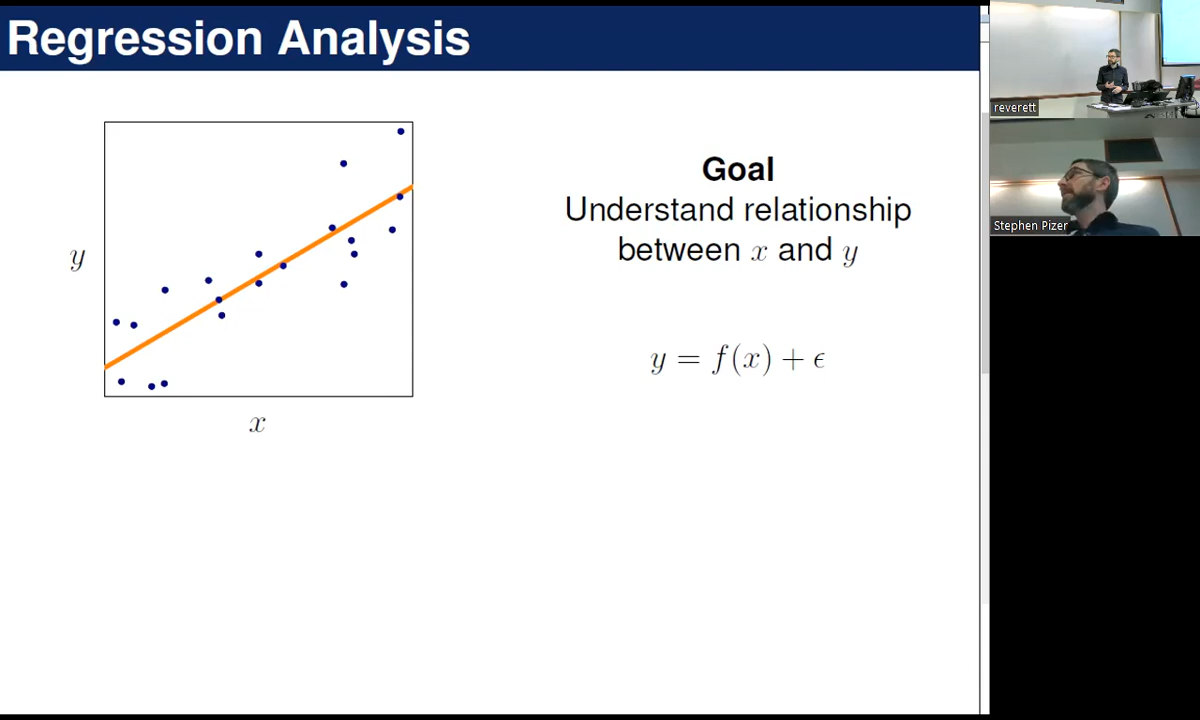 Regression Analysis
y
x
Goal
Understand relationship
between x and y
y = f(x) + ϵ
reverett
Stephen Pizer